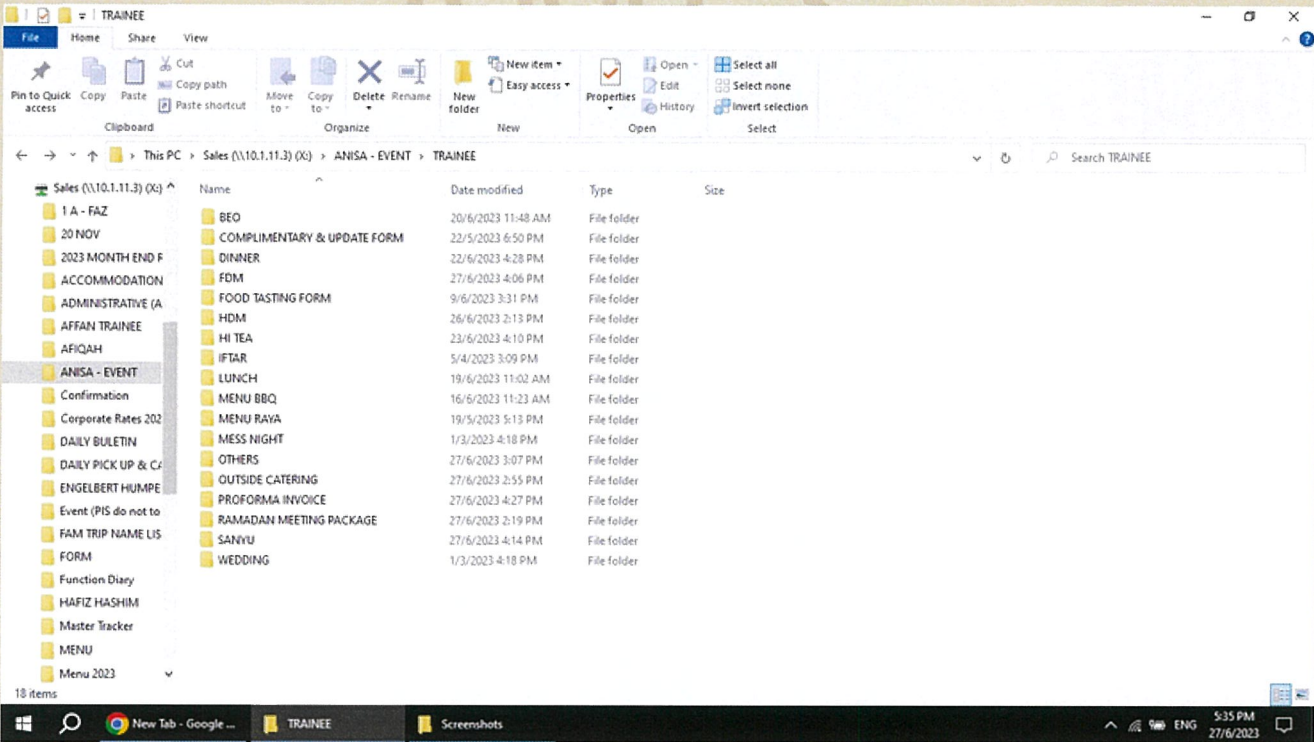 TRAINEE
File Home Share View
Pin to Quick access
Copy
Paste
Cut
Copy path
Paste shortcut
Clipboard
Move to
Copy to
Delete
Rename
Organize
New folder
New item
Easy access
New
Properties
Open
Edit
History
Open
Select all
Select none
Invert selection
Select
This PC › Sales (\\10.1.11.3) (X:) › ANISA - EVENT › TRAINEE
Search TRAINEE
Sales (\\10.1.11.3) (X:)
1 A - FAZ
20 NOV
2023 MONTH END R
ACCOMMODATION
ADMINISTRATIVE (A
AFFAN TRAINEE
AFIQAH
ANISA - EVENT
Confirmation
Corporate Rates 202
DAILY BULETIN
DAILY PICK UP & CA
ENGELBERT HUMPE
Event (PIS do not to
FAM TRIP NAME LIS
FORM
Function Diary
HAFIZ HASHIM
Master Tracker
MENU
Menu 2023
Name Date modified Type Size
BEO 20/6/2023 11:48 AM File folder
COMPLIMENTARY & UPDATE FORM 22/5/2023 6:50 PM File folder
DINNER 22/6/2023 4:28 PM File folder
FDM 27/6/2023 4:06 PM File folder
FOOD TASTING FORM 9/6/2023 3:31 PM File folder
HDM 26/6/2023 2:13 PM File folder
HI TEA 23/6/2023 4:10 PM File folder
IFTAR 5/4/2023 3:09 PM File folder
LUNCH 19/6/2023 11:02 AM File folder
MENU BBQ 16/6/2023 11:23 AM File folder
MENU RAYA 19/5/2023 5:13 PM File folder
MESS NIGHT 1/3/2023 4:18 PM File folder
OTHERS 27/6/2023 3:07 PM File folder
OUTSIDE CATERING 27/6/2023 2:55 PM File folder
PROFORMA INVOICE 27/6/2023 4:27 PM File folder
RAMADAN MEETING PACKAGE 27/6/2023 2:19 PM File folder
SANYU 27/6/2023 4:14 PM File folder
WEDDING 1/3/2023 4:18 PM File folder
18 items
New Tab - Google ...
TRAINEE
Screenshots
ENG
5:35 PM
27/6/2023